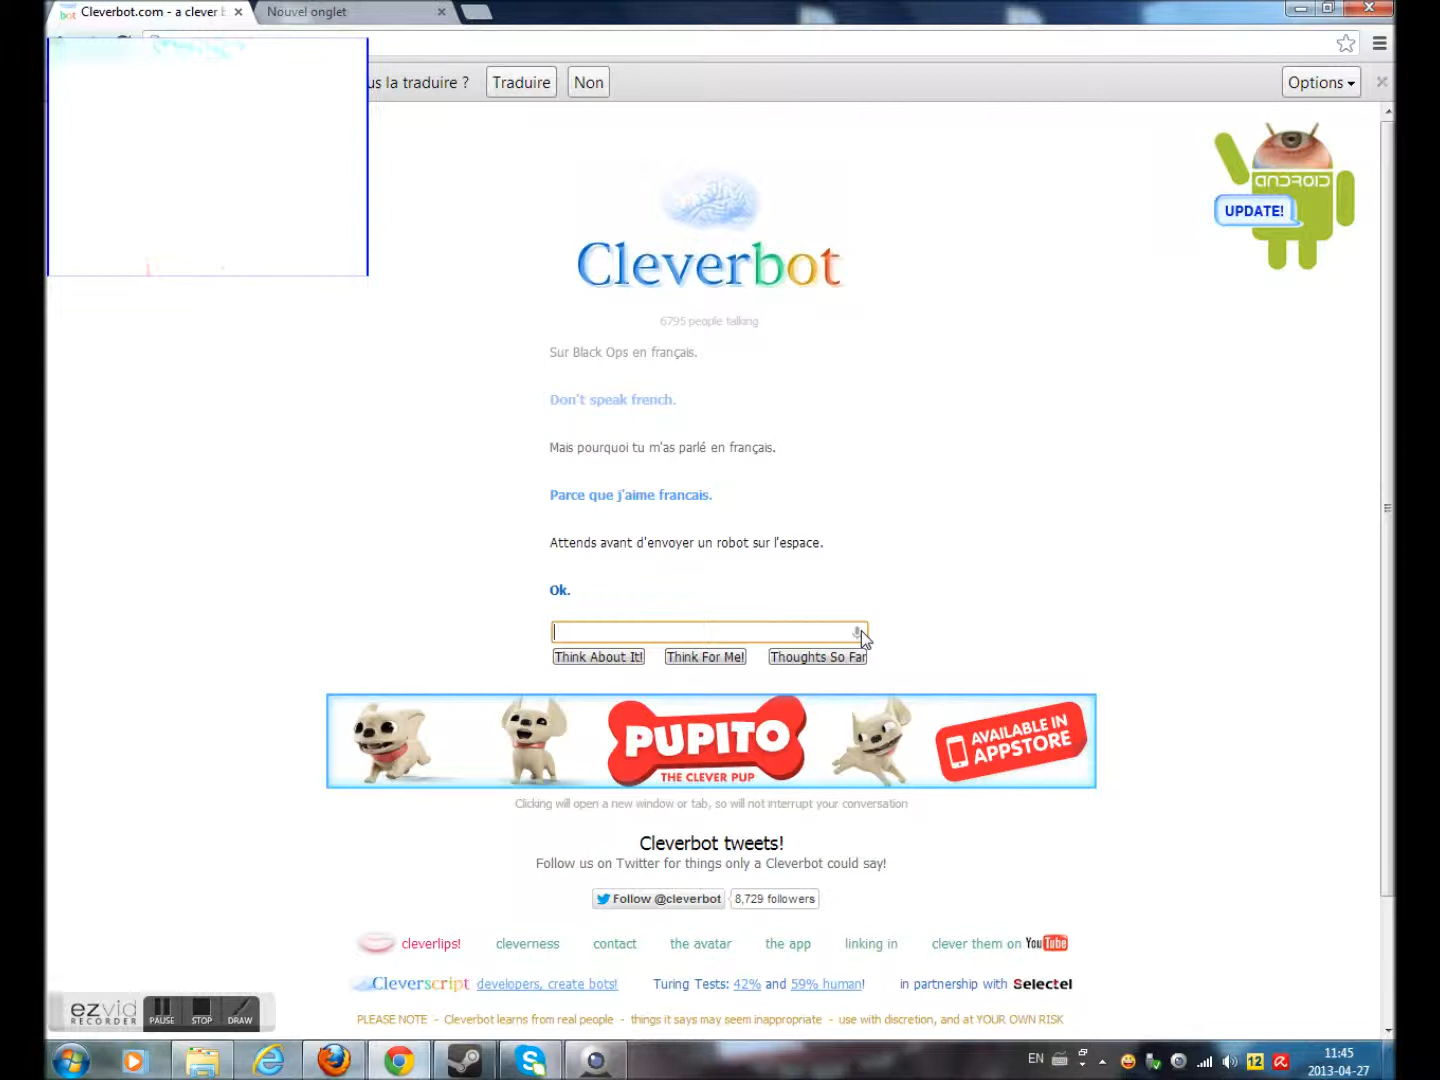 Cleverbot.com - a clever b
Nouvel onglet
us la traduire ?
Traduire
Non
Options
ANDROID
UPDATE!
Cleverbot
6795 people talking
Sur Black Ops en français.
Don't speak french.
Mais pourquoi tu m'as parlé en français.
Parce que j'aime francais.
Attends avant d'envoyer un robot sur l'espace.
Ok.
Think About It!
Think For Me!
Thoughts So Far
PUPITO
THE CLEVER PUP
AVAILABLE IN
APPSTORE
Clicking will open a new window or tab, so will not interrupt your conversation
Cleverbot tweets!
Follow us on Twitter for things only a Cleverbot could say!
Follow @cleverbot
8,729 followers
cleverlips!
cleverness
contact
the avatar
the app
linking in
clever them on YouTube
Cleverscript developers, create bots!
Turing Tests: 42% and 59% human!
in partnership with Selectel
PLEASE NOTE - Cleverbot learns from real people - things it says may seem inappropriate - use with discretion, and at YOUR OWN RISK
ezvid
RECORDER
PAUSE
STOP
DRAW
EN
12
11:45
2013-04-27